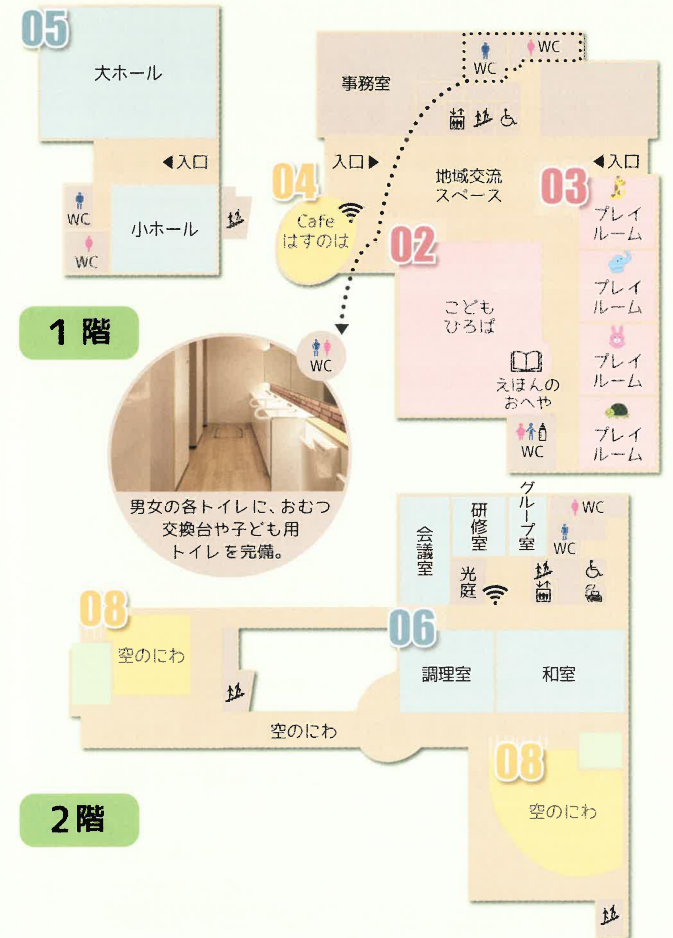 05
大ホール
◀入口
WC
WC
小ホール
WC
WC
事務室
入口▶
地域交流
スペース
◀入口
04
Cafe
はすのは
03
プレイ
ルーム
プレイ
ルーム
プレイ
ルーム
プレイ
ルーム
02
こども
ひろば
えほんの
おへや
WC
1階
WC
男女の各トイレに、おむつ
交換台や子ども用
トイレを完備。
会議室
研修室
グループ室
WC
WC
光庭
08
空のにわ
06
調理室
和室
空のにわ
08
空のにわ
2階